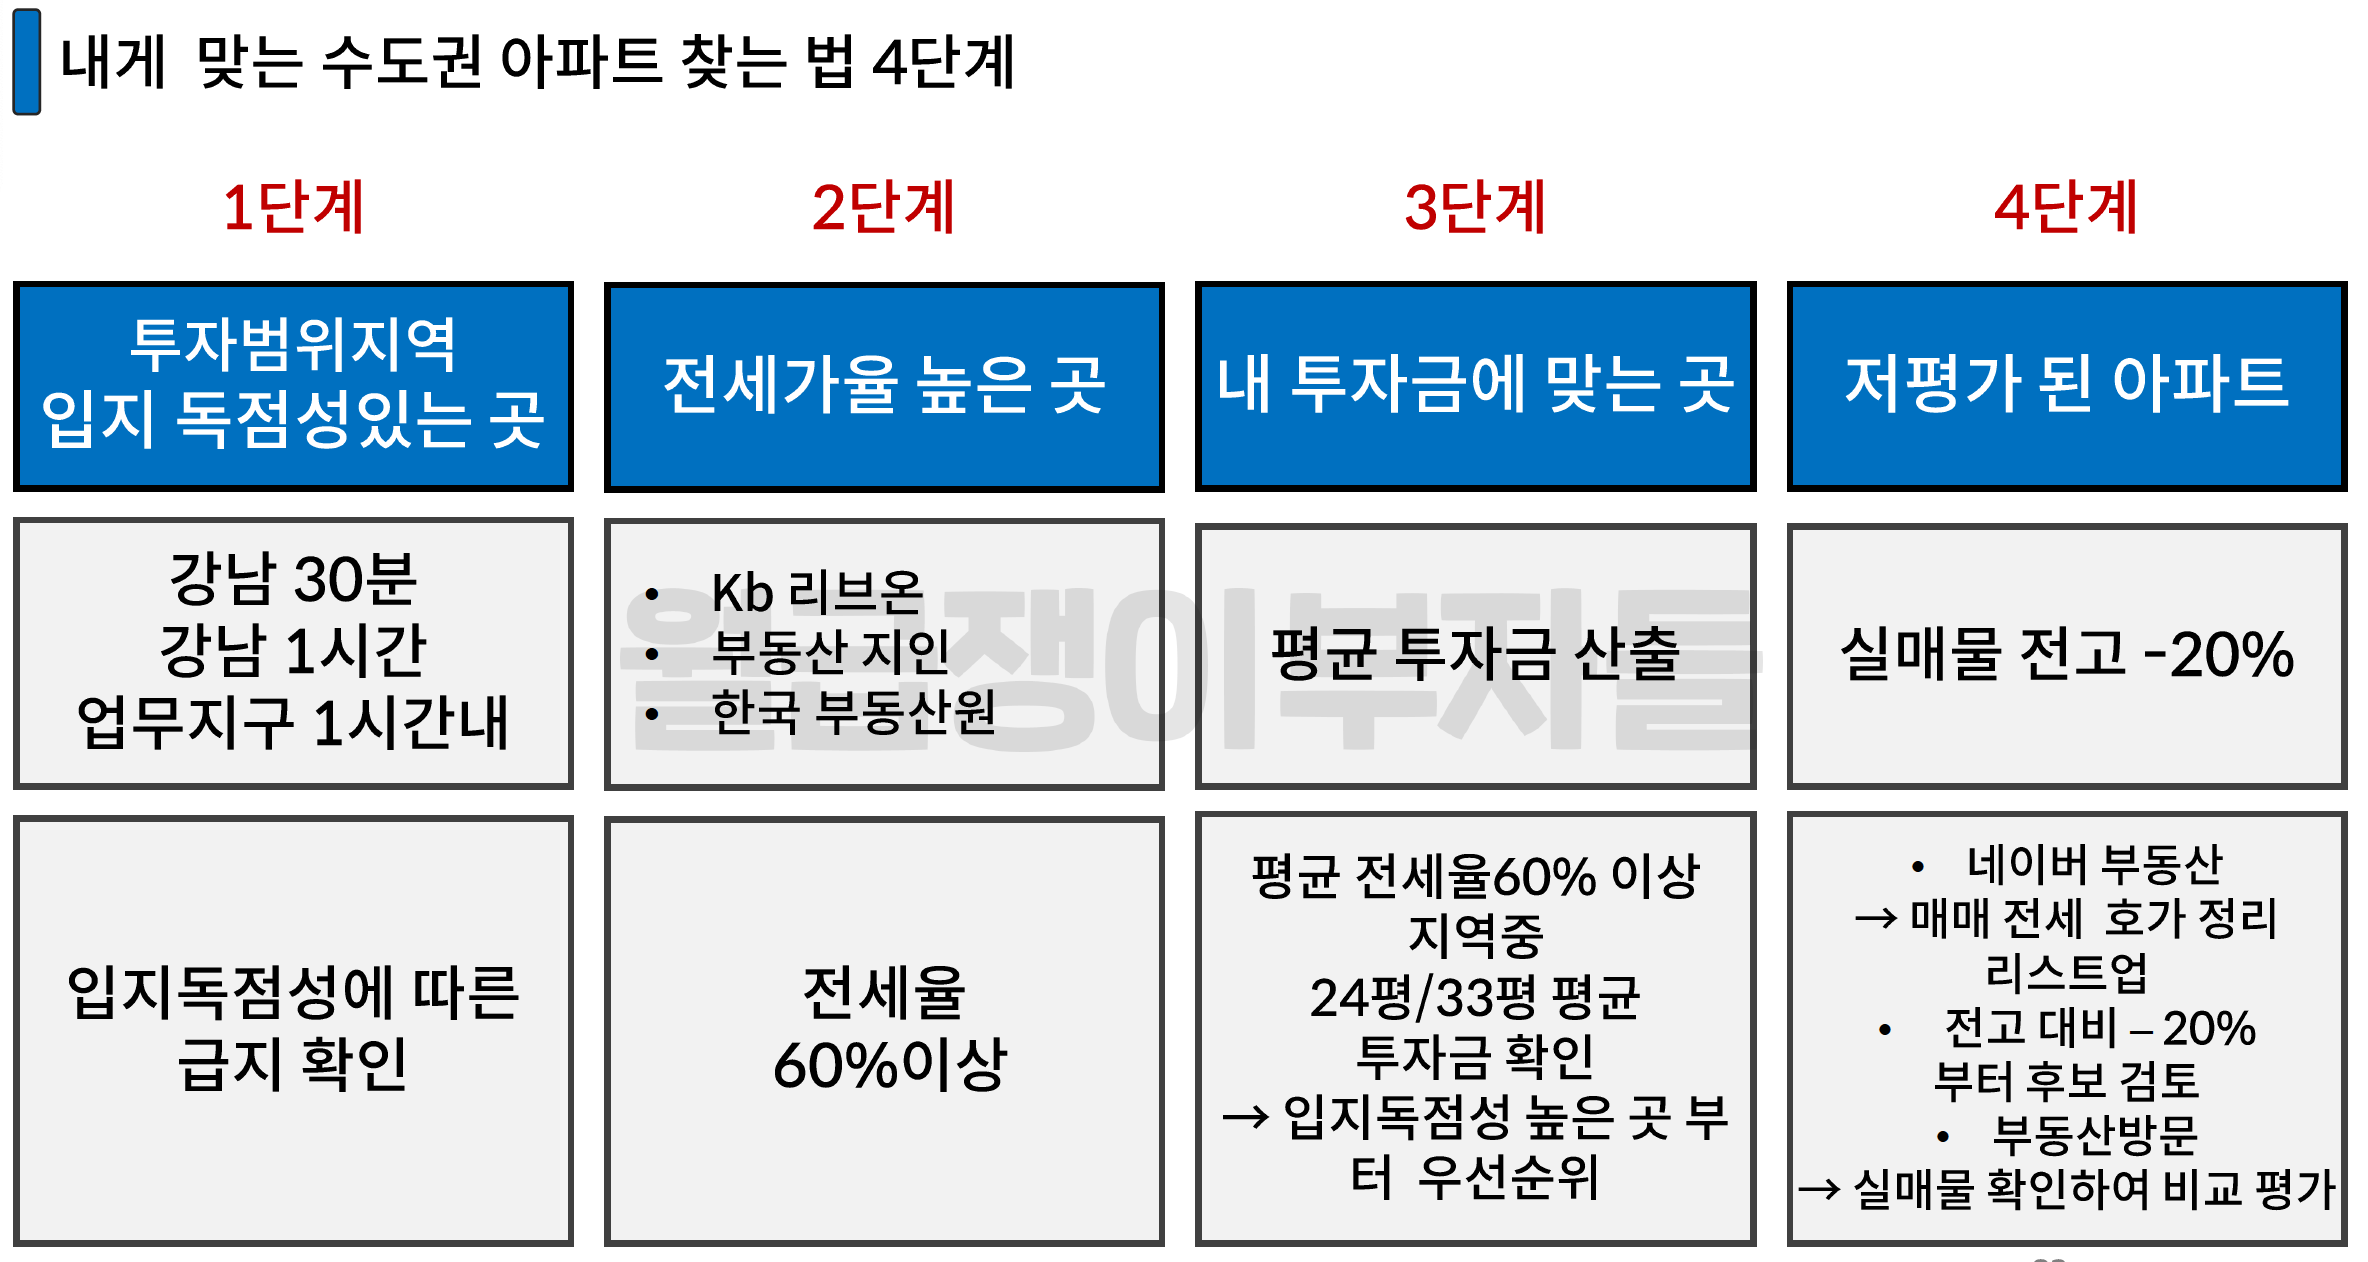 내게 맞는 수도권 아파트 찾는 법 4단계
1단계
투자범위지역
입지 독점성있는 곳
강남 30분
강남 1시간
업무지구 1시간내
입지독점성에 따른
급지 확인
2단계
전세가율 높은 곳
• Kb 리브온
• 부동산 지인
• 한국 부동산원
전세율
60%이상
3단계
내 투자금에 맞는 곳
평균 투자금 산출
평균 전세율60% 이상
지역중
24평/33평 평균
투자금 확인
→ 입지독점성 높은 곳 부
터 우선순위
4단계
저평가 된 아파트
실매물 전고 -20%
• 네이버 부동산
→ 매매 전세 호가 정리
리스트업
• 전고 대비 – 20%
부터 후보 검토
• 부동산방문
→ 실매물 확인하여 비교 평가
월급쟁이부자들